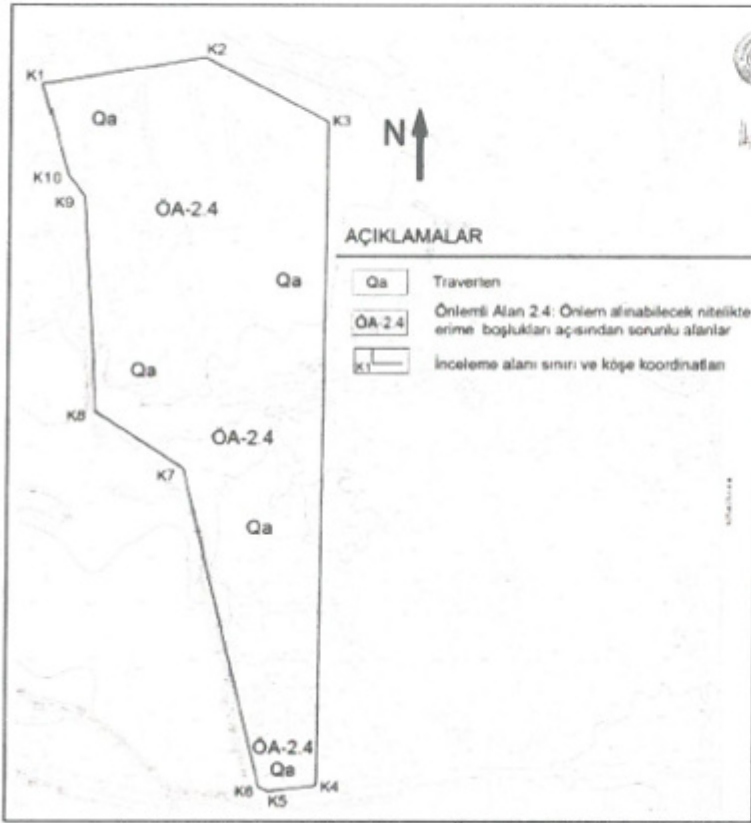 K2
K1
Qa
K3
N
K10
K9
ÖA-2.4
AÇIKLAMALAR
Qa
Qa Traverten
ÖA-2.4 Önlemli Alan 2.4: Önlem alınabilecek nitelikte
erime boşlukları açısından sorunlu alanlar
K1 İnceleme alanı sınırı ve köşe koordinatları
Qa
K8
ÖA-2.4
K7
Qa
ÖA-2.4
Qa
K6
K5
K4